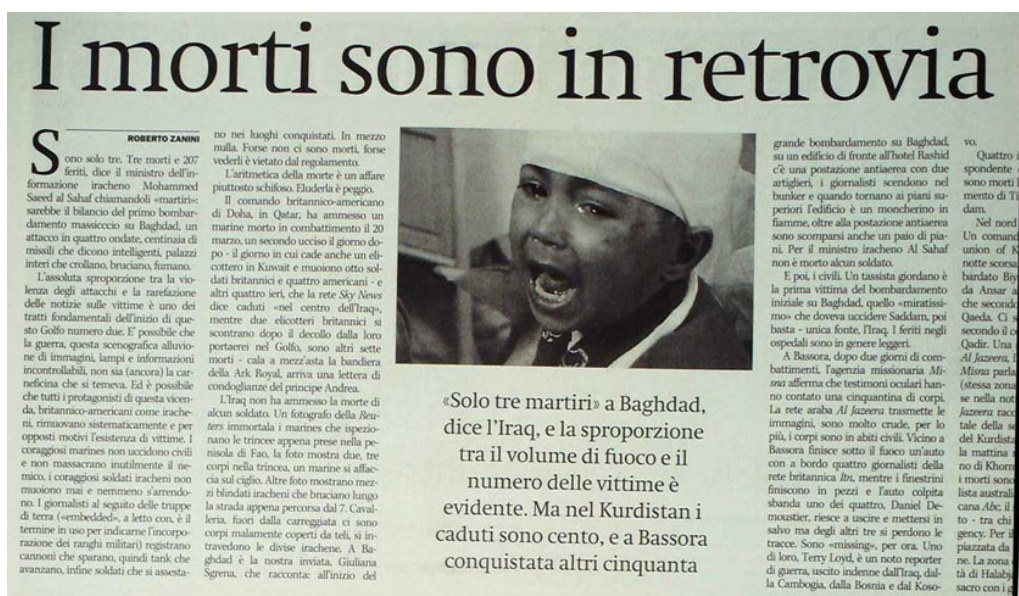 I morti sono in retrovia
ROBERTO ZANINI
Sono solo tre. Tre morti e 207
feriti, dice il ministro dell'in-
formazione iracheno Mohammed
Saeed al Sahaf chiamandoli «martiri»:
sarebbe il bilancio del primo bombar-
damento massiccio su Baghdad, un
attacco in quattro ondate, centinaia di
missili che dicono intelligenti, palazzi
interi che crollano, bruciano, fumano.
L'assoluta sproporzione tra la vio-
lenza degli attacchi e la rarefazione
delle notizie sulle vittime è uno dei
tratti fondamentali dell'inizio di que-
sto Golfo numero due. E' possibile che
la guerra, questa scenografica alluvio-
ne di immagini, lampi e informazioni
incontrollabili, non sia (ancora) la car-
neficina che si temeva. Ed è possibile
che tutti i protagonisti di questa vicen-
da, britannico-americani come irache-
ni, rimuovano sistematicamente e per
opposti motivi l'esistenza di vittime. I
coraggiosi marines non uccidono civili
e non massacrano inutilmente il ne-
mico, i coraggiosi soldati iracheni non
muoiono mai e nemmeno s'arrendo-
no. I giornalisti al seguito delle truppe
di terra («embedded», a letto con, è il
termine in uso per indicarne l'incorpo-
razione dei ranghi militari) registrano
cannoni che sparano, quindi tank che
avanzano, infine soldati che si assesta-
no nei luoghi conquistati. In mezzo
nulla. Forse non ci sono morti, forse
vederli è vietato dal regolamento.
L'aritmetica della morte è un affare
piuttosto schifoso. Eluderla è peggio.
Il comando britannico-americano
di Doha, in Qatar, ha ammesso un
marine morto in combattimento il 20
marzo, un secondo ucciso il giorno do-
po - il giorno in cui cade anche un eli-
cottero in Kuwait e muoiono otto sol-
dati britannici e quattro americani - e
altri quattro ieri, che la rete Sky News
dice caduti «nel centro dell'Iraq»,
mentre due elicotteri britannici si
scontrano dopo il decollo dalla loro
portaerei nel Golfo, sono altri sette
morti - cala a mezz'asta la bandiera
della Ark Royal, arriva una lettera di
condoglianze del principe Andrea.
L'Iraq non ha ammesso la morte di
alcun soldato. Un fotografo della Reu-
ters immortala i marines che ispezio-
nano le trincee appena prese nella pe-
nisola di Fao, la foto mostra due, tre
corpi nella trincea, un marine si affac-
cia sul ciglio. Altre foto mostrano mez-
zi blindati iracheni che bruciano lungo
la strada appena percorsa dal 7. Caval-
leria, fuori dalla carreggiata ci sono
corpi malamente coperti da teli, si in-
travedono le divise irachene. A Ba-
ghdad è la nostra inviata, Giuliana
Sgrena, che racconta: all'inizio del
«Solo tre martiri» a Baghdad,
dice l'Iraq, e la sproporzione
tra il volume di fuoco e il
numero delle vittime è
evidente. Ma nel Kurdistan i
caduti sono cento, e a Bassora
conquistata altri cinquanta
grande bombardamento su Baghdad,
su un edificio di fronte all'hotel Rashid
c'è una postazione antiaerea con due
artiglieri, i giornalisti scendono nel
bunker e quando tornano ai piani su-
periori l'edificio è un moncherino in
fiamme, oltre alla postazione antiaerea
sono scomparsi anche un paio di pia-
ni. Per il ministro iracheno Al Sahaf
non è morto alcun soldato.
E poi, i civili. Un tassista giordano è
la prima vittima del bombardamento
iniziale su Baghdad, quello «miratissi-
mo» che doveva uccidere Saddam, poi
basta - unica fonte, l'Iraq. I feriti negli
ospedali sono in genere leggeri.
A Bassora, dopo due giorni di com-
battimenti, l'agenzia missionaria Mi-
sna afferma che testimoni oculari han-
no contato una cinquantina di corpi.
La rete araba Al Jazeera trasmette le
immagini, sono molto crude, per lo
più, i corpi sono in abiti civili. Vicino a
Bassora finisce sotto il fuoco un'auto
con a bordo quattro giornalisti della
rete britannica Itn, mentre i finestrini
finiscono in pezzi e l'auto colpita
sbanda uno dei quattro, Daniel De-
moustier, riesce a uscire e mettersi in
salvo ma degli altri tre si perdono le
tracce. Sono «missing», per ora. Uno
di loro, Terry Loyd, è un noto reporter
di guerra, uscito indenne dall'Iraq, dal-
la Cambogia, dalla Bosnia e dal Koso-
vo.
Quattro
spondente
sono morti
mento di Ti
dam.
Nel nord
Un comand
union of K
notte scorsa
bardato Biy
da Ansar a
che second
Qaeda. Ci s
secondo il c
Qadir. Una
Al Jazeera, l
Misna parla
(stessa zona
se nella not
Jazeera racc
tale della s
del Kurdista
la mattina
no di Khorm
i morti sono
lista australi
cana Abc, il
to - tra chi
gency. Per il
piazzata da
ne. La zona
tà di Halabj
sacro con i g